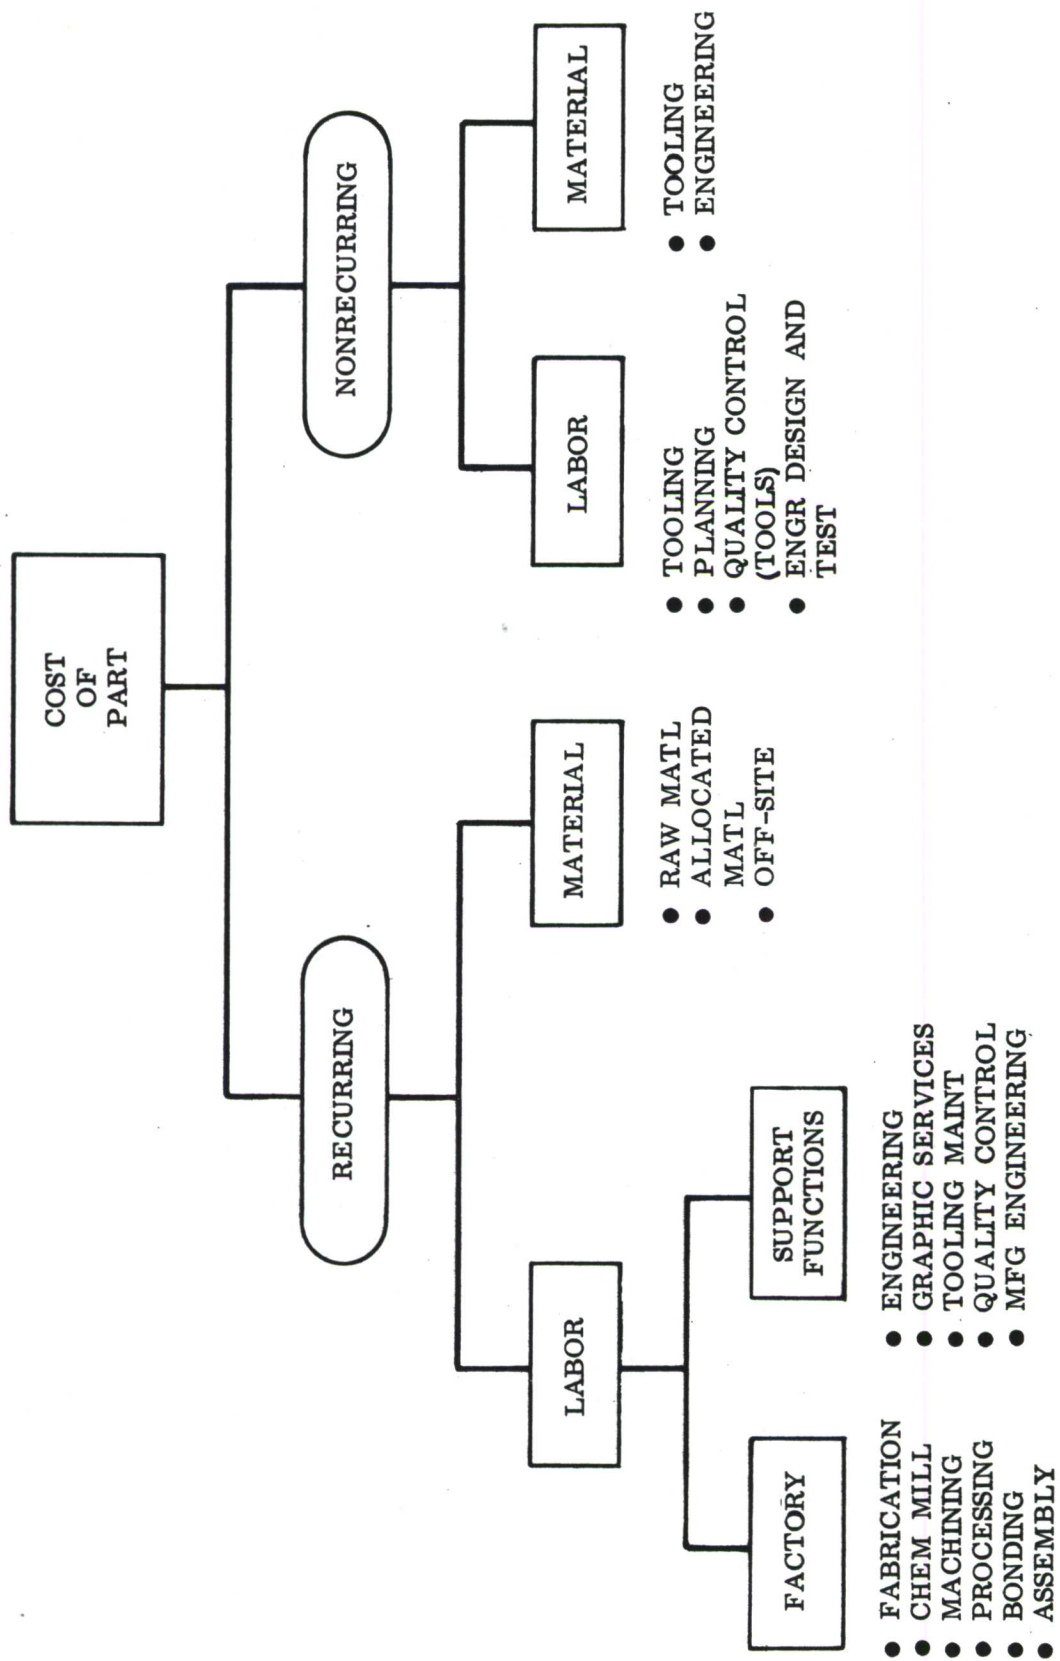 COST
OF
PART
RECURRING
NONRECURRING
LABOR
MATERIAL
LABOR
MATERIAL
● RAW MATL
● ALLOCATED
MATL
● OFF-SITE
● TOOLING
● PLANNING
● QUALITY CONTROL
(TOOLS)
● ENGR DESIGN AND
TEST
● TOOLING
● ENGINEERING
FACTORY
SUPPORT
FUNCTIONS
● FABRICATION
● CHEM MILL
● MACHINING
● PROCESSING
● BONDING
● ASSEMBLY
● ENGINEERING
● GRAPHIC SERVICES
● TOOLING MAINT
● QUALITY CONTROL
● MFG ENGINEERING